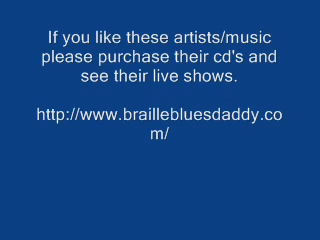 If you like these artists/music
please purchase their cd's and
see their live shows.
http://www.braillebluesdaddy.co
m/